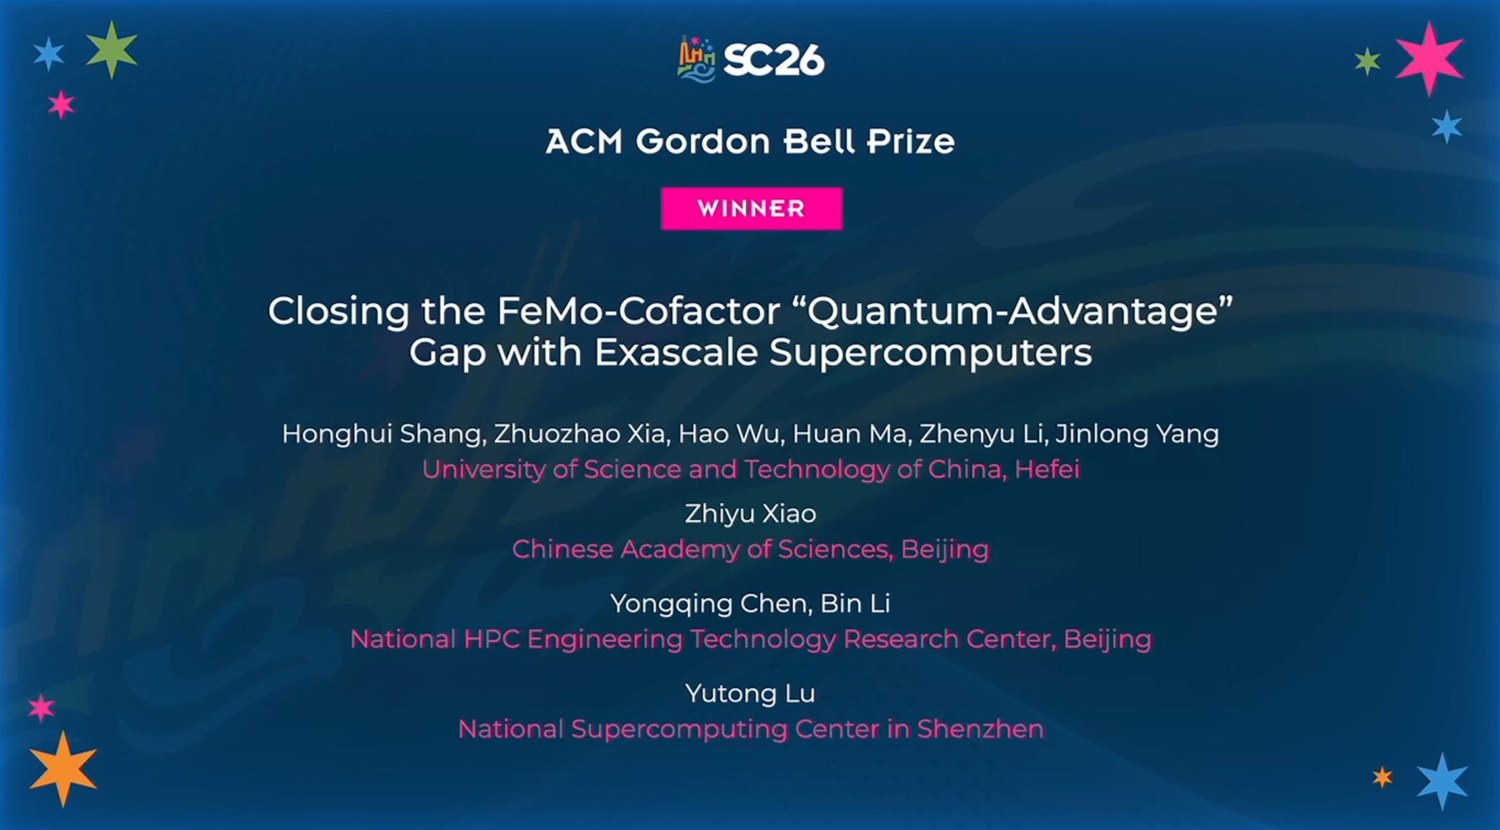 SC26
ACM Gordon Bell Prize
WINNER
Closing the FeMo-Cofactor “Quantum-Advantage”
Gap with Exascale Supercomputers
Honghui Shang, Zhuozhao Xia, Hao Wu, Huan Ma, Zhenyu Li, Jinlong Yang
University of Science and Technology of China, Hefei
Zhiyu Xiao
Chinese Academy of Sciences, Beijing
Yongqing Chen, Bin Li
National HPC Engineering Technology Research Center, Beijing
Yutong Lu
National Supercomputing Center in Shenzhen